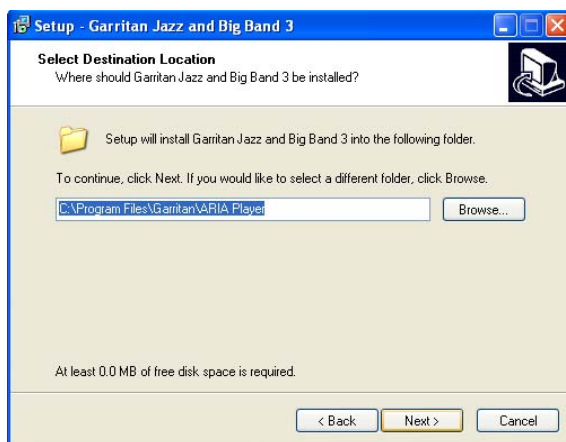 Setup - Garritan Jazz and Big Band 3
Select Destination Location
Where should Garritan Jazz and Big Band 3 be installed?
Setup will install Garritan Jazz and Big Band 3 into the following folder.
To continue, click Next. If you would like to select a different folder, click Browse.
C:\Program Files\Garritan\ARIA Player
Browse...
At least 0.0 MB of free disk space is required.
< Back Next > Cancel